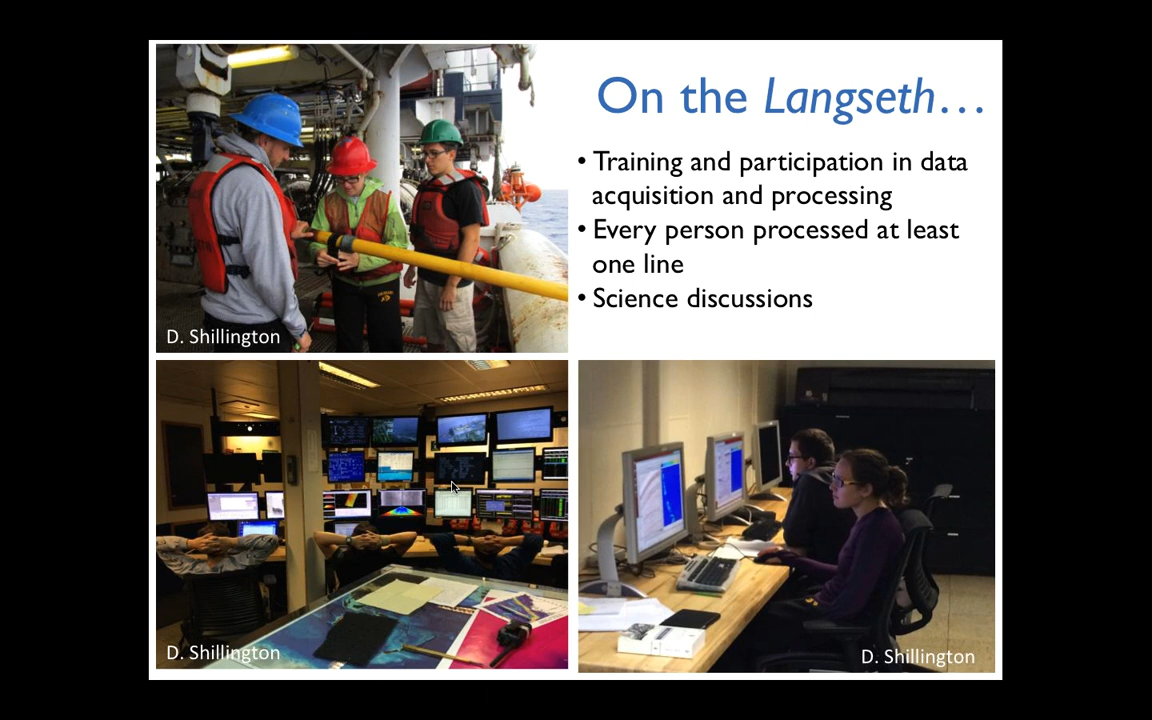 On the Langseth…
• Training and participation in data
acquisition and processing
• Every person processed at least
one line
• Science discussions
D. Shillington
D. Shillington
D. Shillington